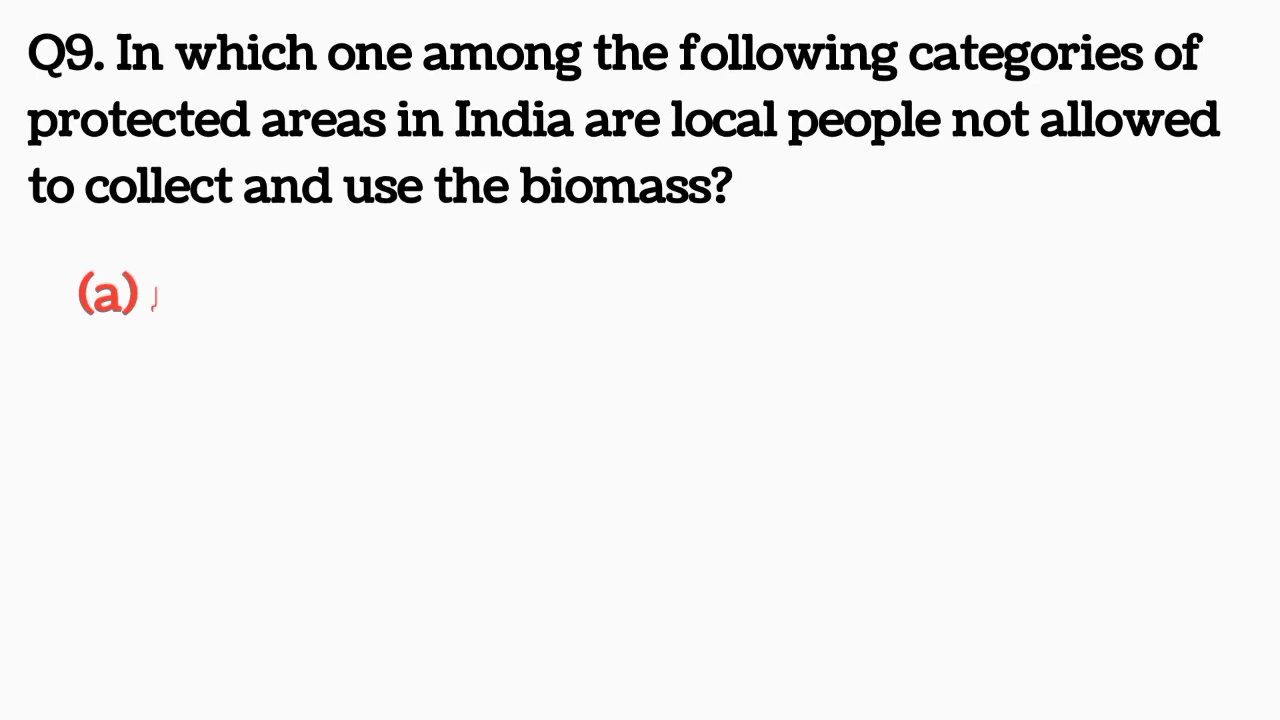 Q9. In which one among the following categories of
protected areas in India are local people not allowed
to collect and use the biomass?
(a)